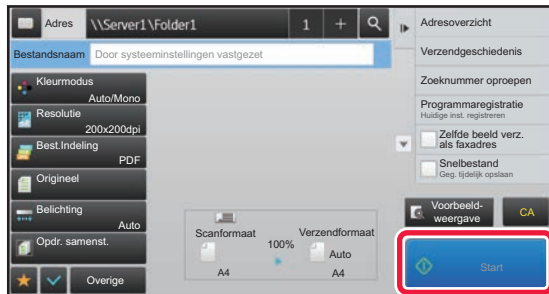 Adres
\\Server1\Folder1
1
+
Bestandsnaam
Door systeeminstellingen vastgezet
Kleurmodus
Auto/Mono
Resolutie
200x200dpi
Best.Indeling
PDF
Origineel
Belichting
Auto
Opdr. samenst.
Overige
Scanformaat
A4
100%
Verzendformaat
Auto
A4
Adresoverzicht
Verzendgeschiedenis
Zoeknummer oproepen
Programmaregistratie
Huidige inst. registreren
Zelfde beeld verz.
als faxadres
Snelbestand
Geg. tijdelijk opslaan
Voorbeeld-
weergave
CA
Start